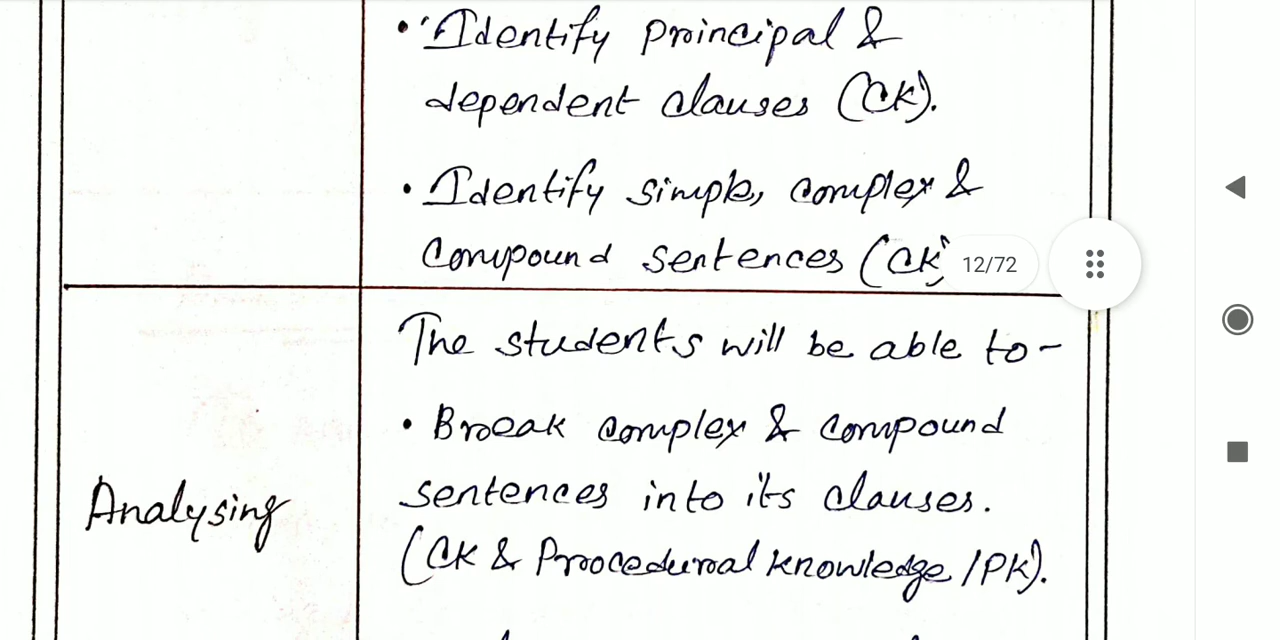 • Identify principal &
dependent clauses (CK).
• Identify simple, complex &
compound sentences (CK)
12/72
The students will be able to-
• Break complex & compound
sentences into its clauses.
Analysing
(CK & Procedural knowledge /PK).